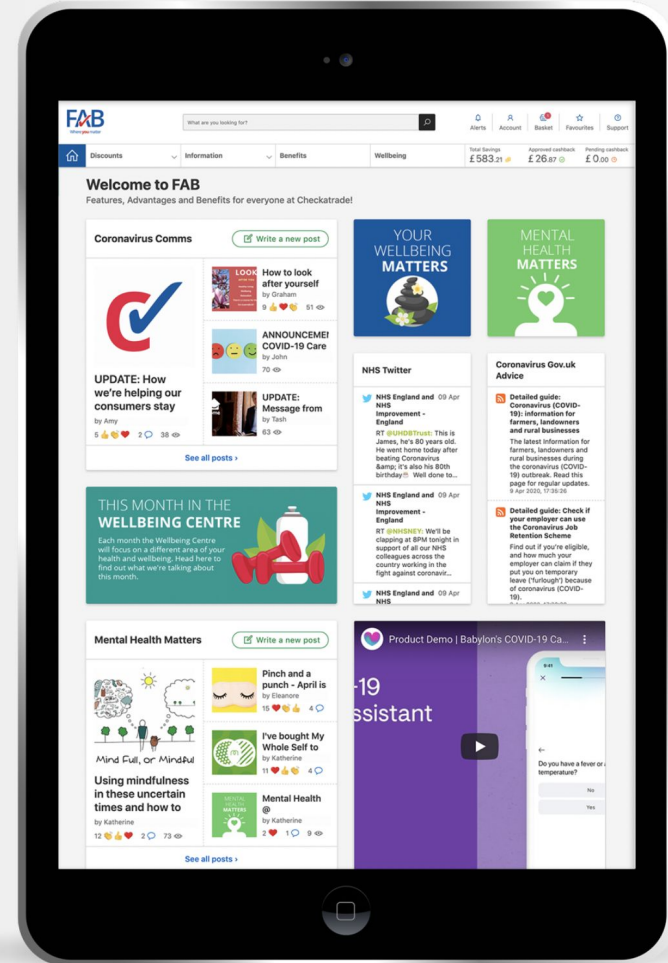 FAB
Where you matter
What are you looking for?
Alerts
Account
Basket
Favourites
Support
Discounts
Information
Benefits
Wellbeing
Total Savings
£583.21
Approved cashback
£26.87
Pending cashback
£0.00
Welcome to FAB
Features, Advantages and Benefits for everyone at Checkatrade!
Coronavirus Comms
Write a new post
UPDATE: How
we're helping our
consumers stay
by Amy
5 2 38
LOOK
How to look
after yourself
by Graham
9 51
ANNOUNCEMEN
COVID-19 Care
by John
70
UPDATE:
Message from
by Tash
63
See all posts ›
YOUR
WELLBEING
MATTERS
MENTAL
HEALTH
MATTERS
NHS Twitter
NHS England and 09 Apr
NHS
Improvement -
England
RT @UHDBTrust: This is
James, he's 80 years old.
He went home today after
beating Coronavirus
&amp; it's also his 80th
birthday Well done to...
NHS England and 09 Apr
NHS
Improvement -
England
RT @NHSNEY: We'll be
clapping at 8PM tonight in
support of all our NHS
colleagues across the
country working in the
fight against coronavir...
NHS England and 09 Apr
NHS
Coronavirus Gov.uk
Advice
Detailed guide:
Coronavirus (COVID-
19): information for
farmers, landowners
and rural businesses
The latest information for
farmers, landowners and
rural businesses during
the coronavirus (COVID-
19) outbreak. Read this
page for regular updates.
9 Apr 2020, 17:35:26
Detailed guide: Check if
your employer can use
the Coronavirus Job
Retention Scheme
Find out if you're eligible,
and how much your
employer can claim if they
put you on temporary
leave ('furlough') because
of coronavirus (COVID-
19).
THIS MONTH IN THE
WELLBEING CENTRE
Each month the Wellbeing Centre
will focus on a different area of your
health and wellbeing. Head here to
find out what we're talking about
this month.
Mental Health Matters
Write a new post
Mind Full, or Mindful
Using mindfulness
in these uncertain
times and how to
by Katherine
12 2 73
Pinch and a
punch - April is
by Eleanore
15 4
I've bought My
Whole Self to
by Katherine
11 4
MENTAL
HEALTH
MATTERS
Mental Health
@
by Katherine
2 1 9
See all posts ›
Product Demo | Babylon's COVID-19 Ca...
-19
ssistant
9:41
Do you have a fever or
temperature?
No
Yes